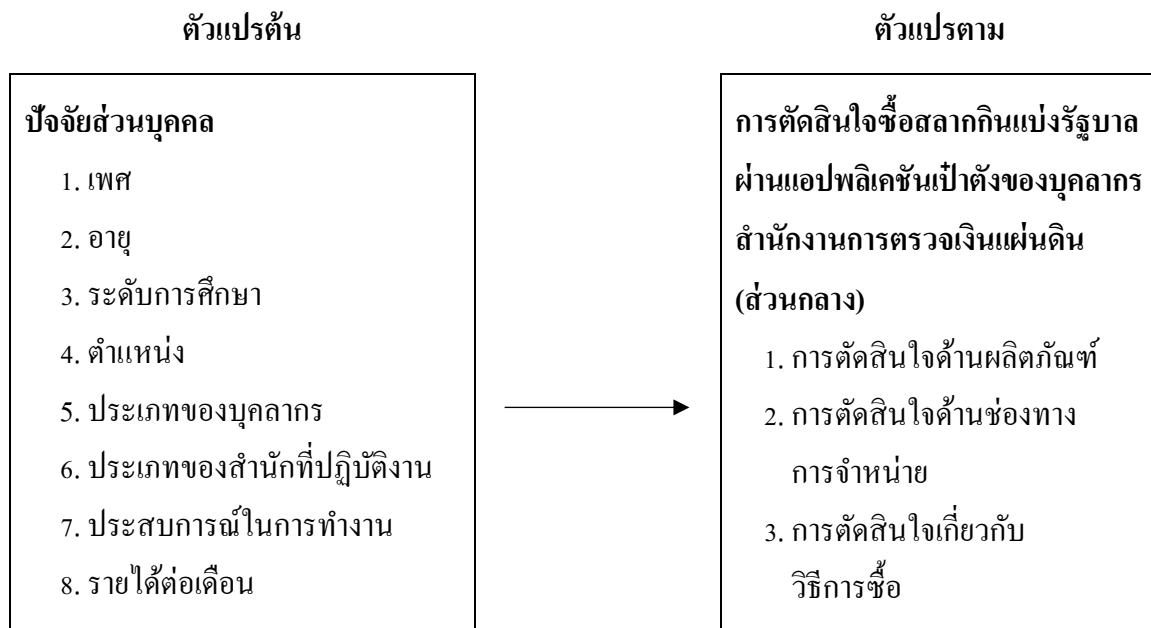 ตัวแปรต้น
ปัจจัยส่วนบุคคล
1. เพศ
2. อายุ
3. ระดับการศึกษา
4. ตำแหน่ง
5. ประเภทของบุคลากร
6. ประเภทของสำนักที่ปฏิบัติงาน
7. ประสบการณ์ในการทำงาน
8. รายได้ต่อเดือน
ตัวแปรตาม
การตัดสินใจซื้อสลากกินแบ่งรัฐบาล
ผ่านแอปพลิเคชันเป๋าตังของบุคลากร
สำนักงานการตรวจเงินแผ่นดิน
(ส่วนกลาง)
1. การตัดสินใจด้านผลิตภัณฑ์
2. การตัดสินใจด้านช่องทาง
การจำหน่าย
3. การตัดสินใจเกี่ยวกับ
วิธีการซื้อ